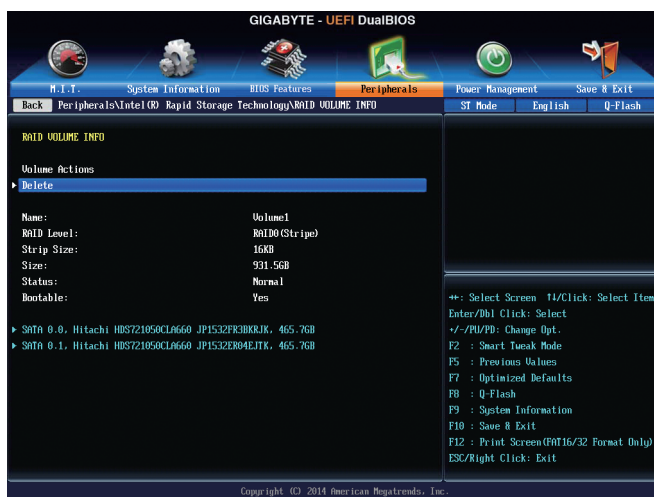 GIGABYTE - UEFI DualBIOS
M.I.T. System Information BIOS Features Peripherals Power Management Save & Exit
Back Peripherals\Intel(R) Rapid Storage Technology\RAID VOLUME INFO ST Mode English Q-Flash
RAID VOLUME INFO
Volume Actions
Delete
Name: Volume1
RAID Level: RAID0(Stripe)
Strip Size: 16KB
Size: 931.5GB
Status: Normal
Bootable: Yes
SATA 0.0, Hitachi HDS721050CLA660 JP1532FR3BKRJK, 465.7GB
SATA 0.1, Hitachi HDS721050CLA660 JP1532ER04EJTK, 465.7GB
↔: Select Screen ↑↓/Click: Select Item
Enter/Dbl Click: Select
+/-/PU/PD: Change Opt.
F2 : Smart Tweak Mode
F5 : Previous Values
F7 : Optimized Defaults
F8 : Q-Flash
F9 : System Information
F10 : Save & Exit
F12 : Print Screen(FAT16/32 Format Only)
ESC/Right Click: Exit
Copyright (C) 2014 American Megatrends, Inc.